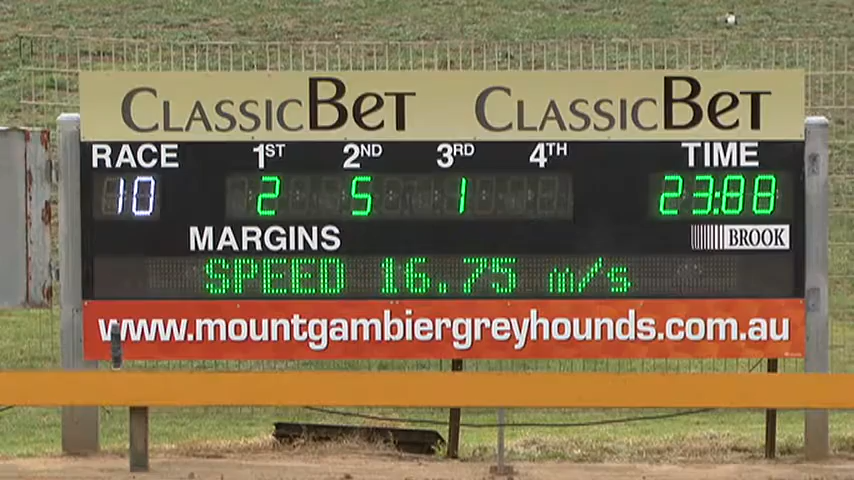 CLASSICBET CLASSICBET
RACE 1ST 2ND 3RD 4TH TIME
10 2 5 1 23:88
MARGINS BROOK
SPEED 16.75 m/s
www.mountgambiergreyhounds.com.au